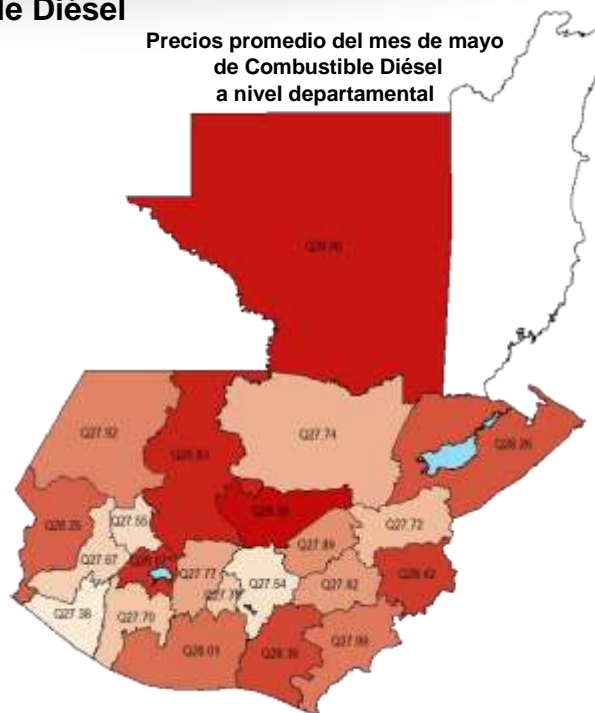 de Diésel
Precios promedio del mes de mayo
de Combustible Diésel
a nivel departamental
Q27.92
Q27.74
Q28.26
Q28.25
Q27.55
Q27.72
Q27.67
Q27.89
Q27.77
Q27.54
Q27.82
Q28.42
Q27.38
Q27.70
Q28.01
Q28.39
Q27.99